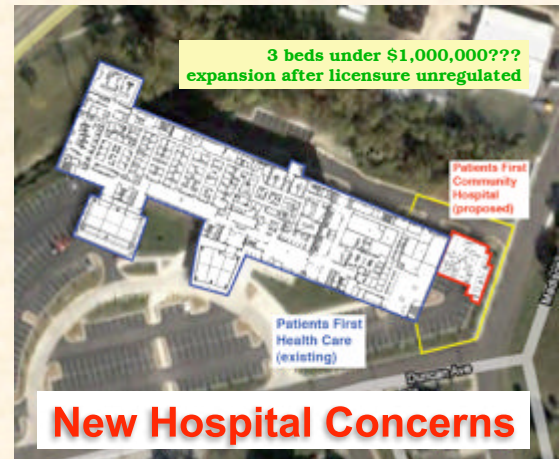 3 beds under $1,000,000???
expansion after licensure unregulated
Patients First
Community
Hospital
(proposed)
Patients First
Health Care
(existing)
Duncan Ave
New Hospital Concerns